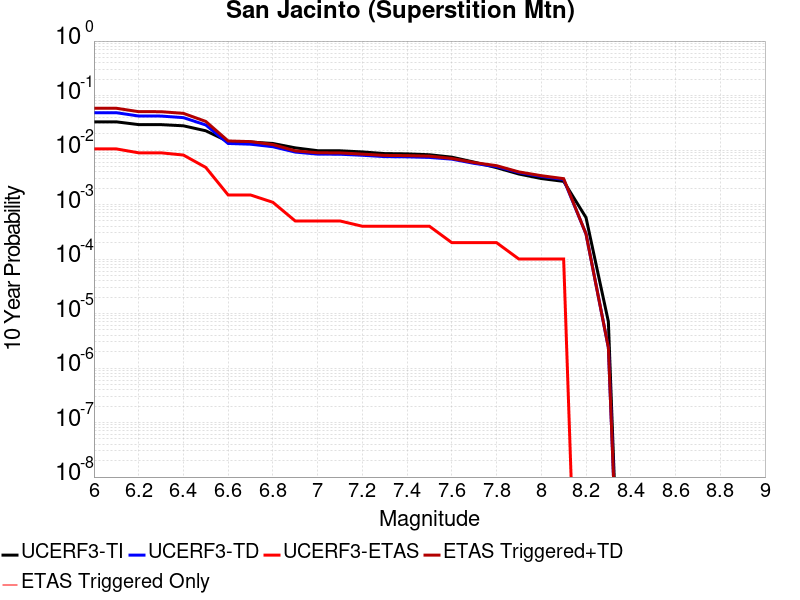 San Jacinto (Superstition Mtn)
10^0
10^-1
10^-2
10^-3
10^-4
10^-5
10^-6
10^-7
10^-8
10 Year Probability
6 6.2 6.4 6.6 6.8 7 7.2 7.4 7.6 7.8 8 8.2 8.4 8.6 8.8 9
Magnitude
UCERF3-TI UCERF3-TD UCERF3-ETAS ETAS Triggered+TD
ETAS Triggered Only